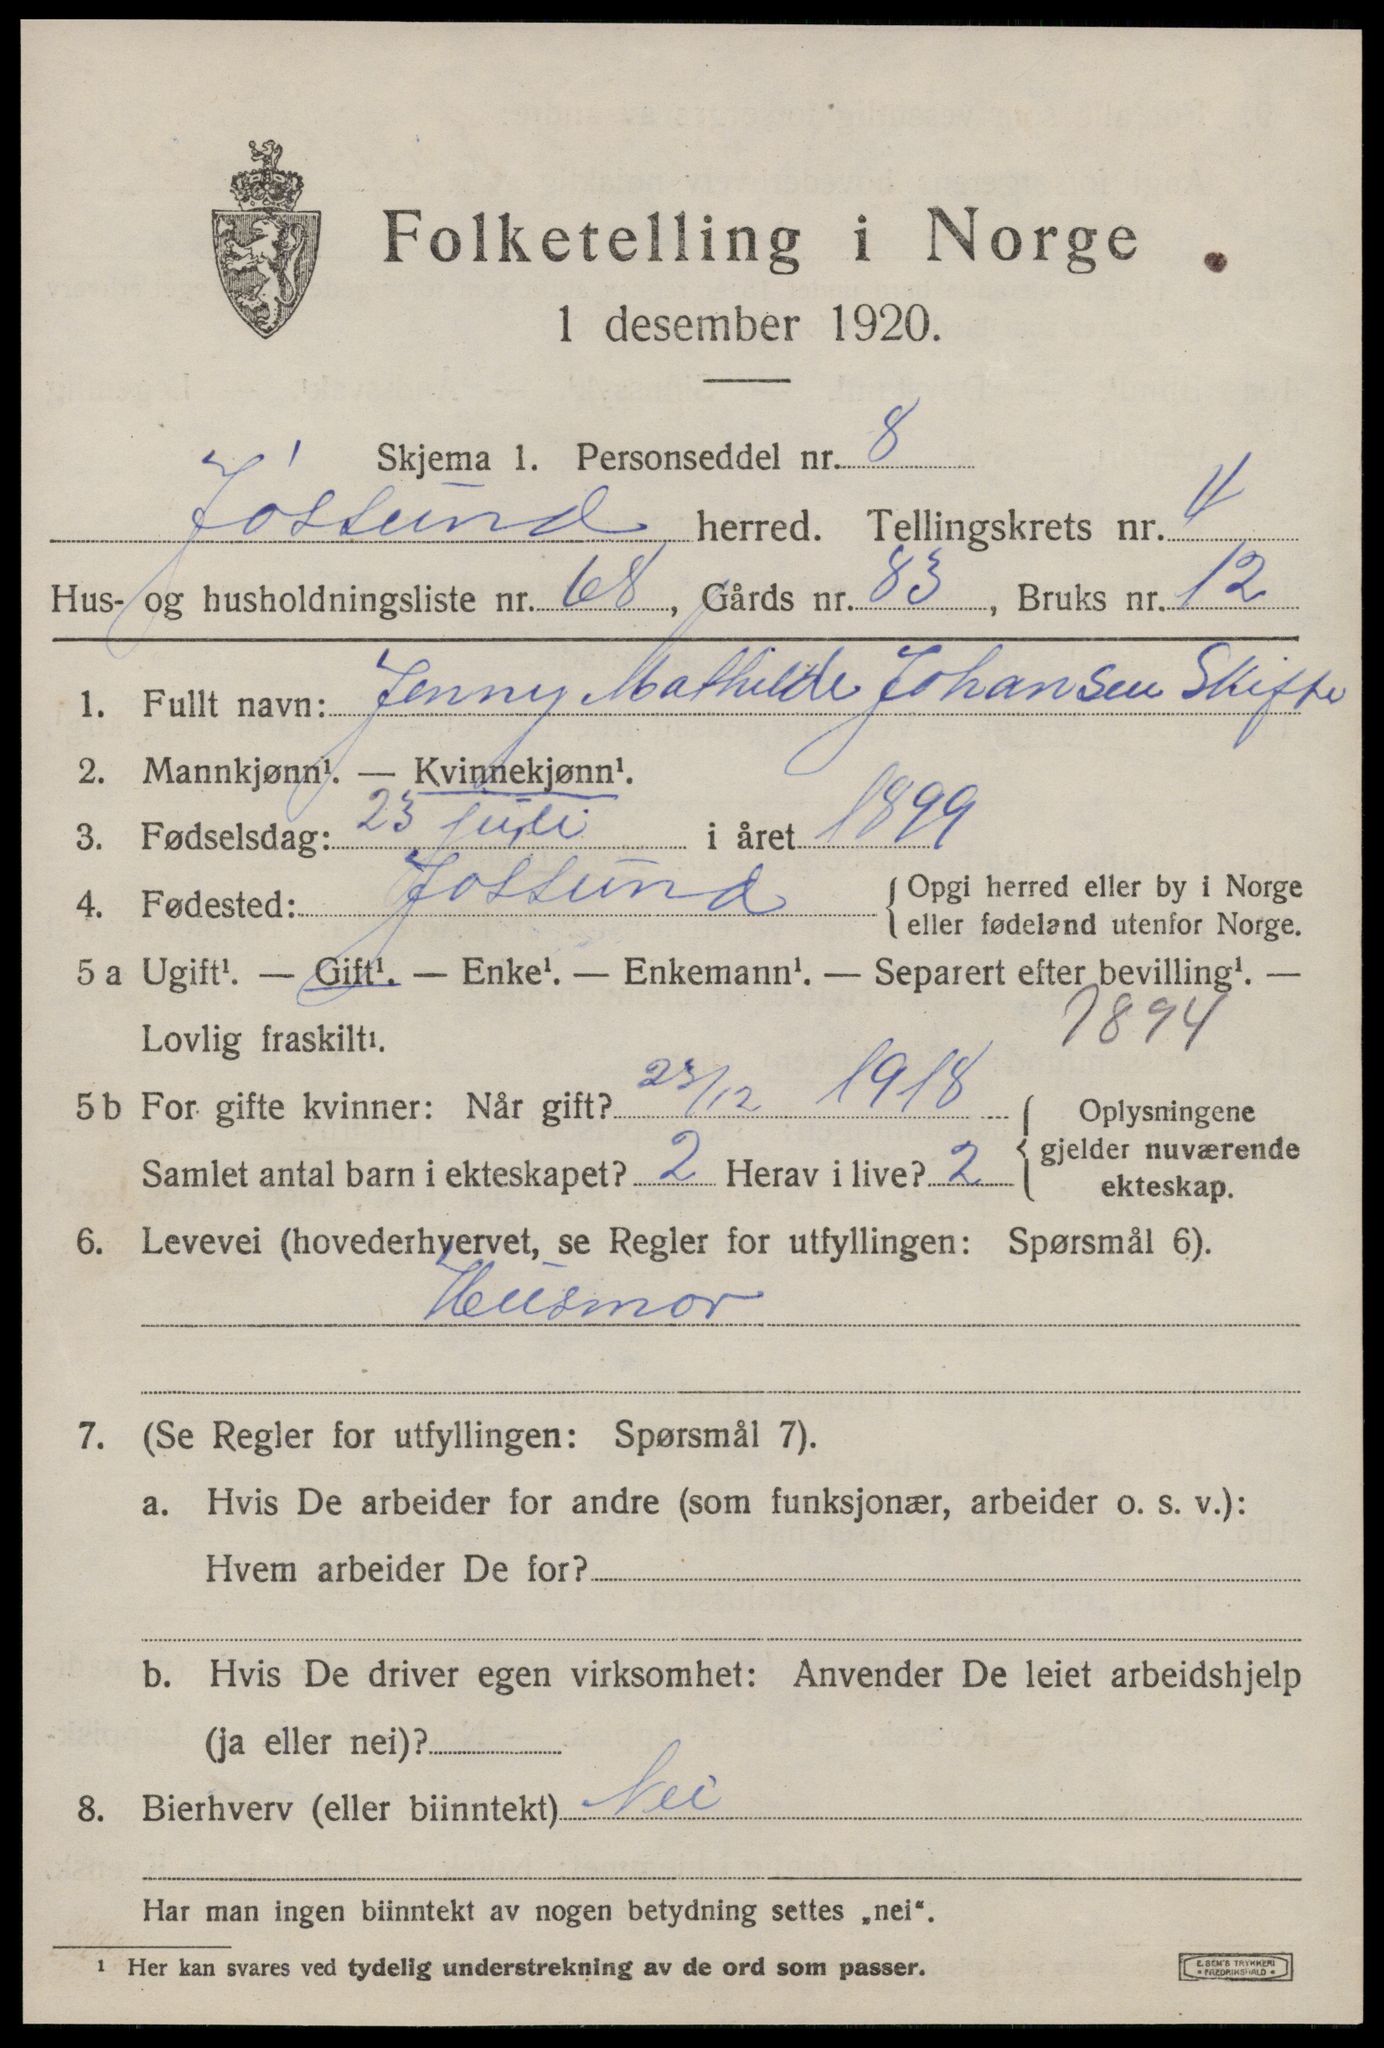 Folketelling i Norge
1 desember 1920.
Skjema 1. Personseddel nr. 8
Jøssund herred. Tellingskrets nr. 4
Hus- og husholdningsliste nr. 68, Gårds nr. 83, Bruks nr. 12
1. Fullt navn: Jenny Mathilde Johansen
2. Mannkjønn¹. — Kvinnekjønn¹.
3. Fødselsdag: 23 juli i året 1899
4. Fødested: Jossund { Opgi herred eller by i Norge
eller fødeland utenfor Norge.
5 a Ugift¹. — Gift¹. — Enke¹. — Enkemann¹. — Separert efter bevilling¹. —
Lovlig fraskilt¹. 1894
5 b For gifte kvinner: Når gift? 23/12 1918
Samlet antal barn i ekteskapet? 2 Herav i live? 2
{ Oplysningene
gjelder nuværende
ekteskap.
6. Levevei (hovederhvervet, se Regler for utfyllingen: Spørsmål 6).
Husmor
7. (Se Regler for utfyllingen: Spørsmål 7).
a. Hvis De arbeider for andre (som funksjonær, arbeider o. s. v.):
Hvem arbeider De for?
b. Hvis De driver egen virksomhet: Anvender De leiet arbeidshjelp
(ja eller nei)?
8. Bierhverv (eller biinntekt) Nei
Har man ingen biinntekt av nogen betydning settes „nei“.
¹ Her kan svares ved tydelig understrekning av de ord som passer.
E. SEM'S TRYKKERI
• FREDRIKSHALD •